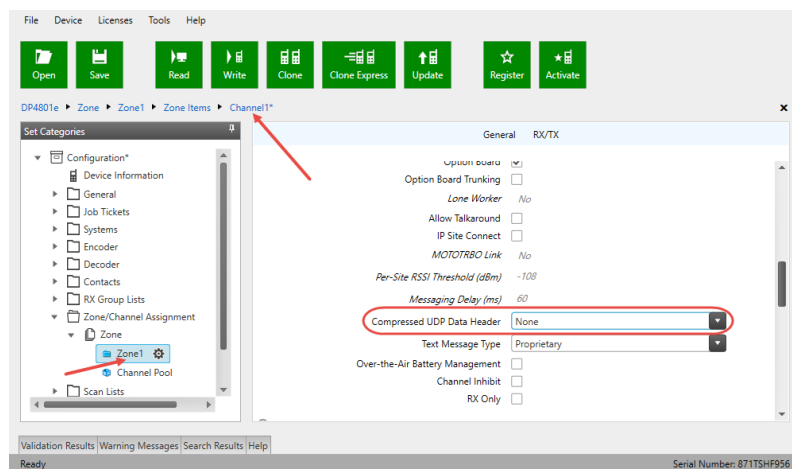 File Device Licenses Tools Help
Open Save Read Write Clone Clone Express Update Register Activate
DP4801e Zone Zone1 Zone Items Channel1*
Set Categories
Configuration*
Device Information
General
Job Tickets
Systems
Encoder
Decoder
Contacts
RX Group Lists
Zone/Channel Assignment
Zone
Zone1
Channel Pool
Scan Lists
General RX/TX
Option Board
Option Board Trunking
Lone Worker No
Allow Talkaround
IP Site Connect
MOTOTRBO Link No
Per-Site RSSI Threshold (dBm) -108
Messaging Delay (ms) 60
Compressed UDP Data Header None
Text Message Type Proprietary
Over-the-Air Battery Management
Channel Inhibit
RX Only
Validation Results Warning Messages Search Results Help
Ready Serial Number: 871TSHF956